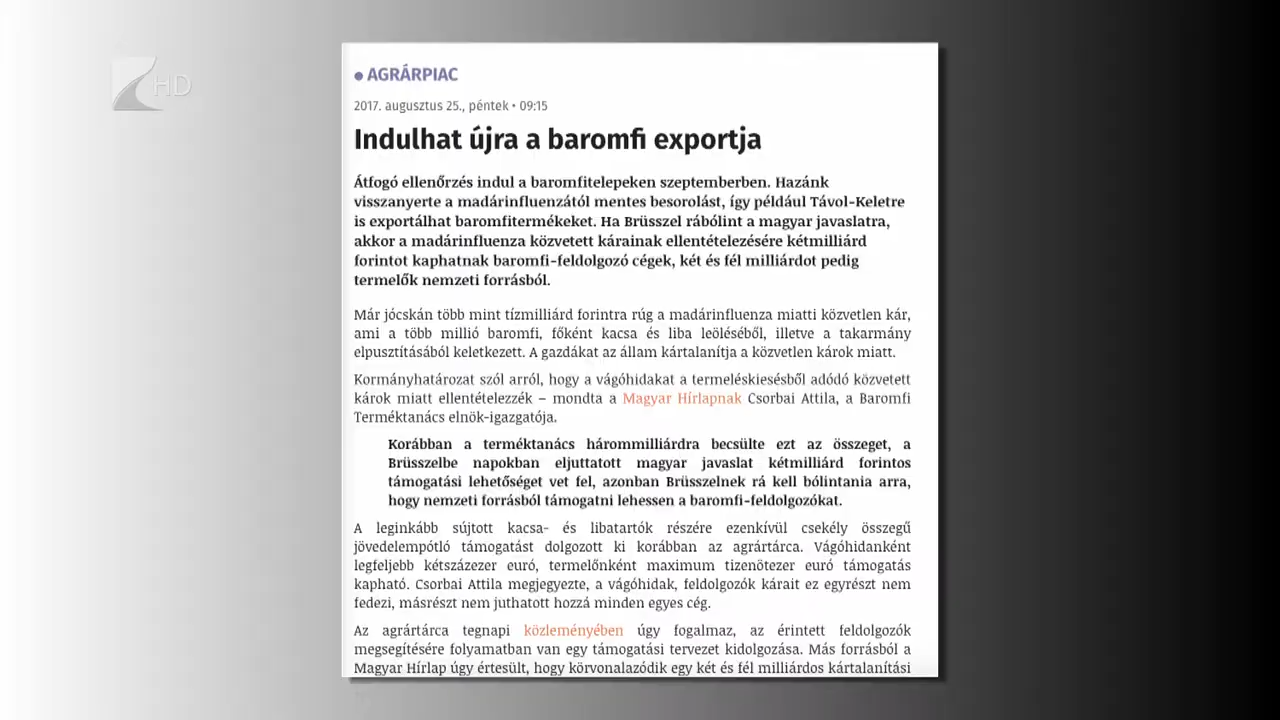 HD
• AGRÁRPIAC
2017. augusztus 25., péntek • 09:15
Indulhat újra a baromfi exportja
Átfogó ellenőrzés indul a baromfitelepeken szeptemberben. Hazánk
visszanyerte a madárinfluenzától mentes besorolást, így például Távol-Keletre
is exportálhat baromfitermékeket. Ha Brüsszel rábólint a magyar javaslatra,
akkor a madárinfluenza közvetett kárainak ellentételezésére kétmilliárd
forintot kaphatnak baromfi-feldolgozó cégek, két és fél milliárdot pedig
termelők nemzeti forrásból.
Már jócskán több mint tízmilliárd forintra rúg a madárinfluenza miatti közvetlen kár,
ami a több millió baromfi, főként kacsa és liba leöléséből, illetve a takarmány
elpusztításából keletkezett. A gazdákat az állam kártalanítja a közvetlen károk miatt.
Kormányhatározat szól arról, hogy a vágóhidakat a termeléskiesésből adódó közvetett
károk miatt ellentételezzék – mondta a Magyar Hírlapnak Csorbai Attila, a Baromfi
Terméktanács elnök-igazgatója.
Korábban a terméktanács hárommilliárdra becsülte ezt az összeget, a
Brüsszelbe napokban eljuttatott magyar javaslat kétmilliárd forintos
támogatási lehetőséget vet fel, azonban Brüsszelnek rá kell bólintania arra,
hogy nemzeti forrásból támogatni lehessen a baromfi-feldolgozókat.
A leginkább sújtott kacsa- és libatartók részére ezenkívül csekély összegű
jövedelempótló támogatást dolgozott ki korábban az agrártárca. Vágóhidanként
legfeljebb kétszázezer euró, termelőnként maximum tizenötezer euró támogatás
kapható. Csorbai Attila megjegyezte, a vágóhidak, feldolgozók kárait ez egyrészt nem
fedezi, másrészt nem juthatott hozzá minden egyes cég.
Az agrártárca tegnapi közleményében úgy fogalmaz, az érintett feldolgozók
megsegítésére folyamatban van egy támogatási tervezet kidolgozása. Más forrásból a
Magyar Hírlap úgy értesült, hogy körvonalazódik egy két és fél milliárdos kártalanítási